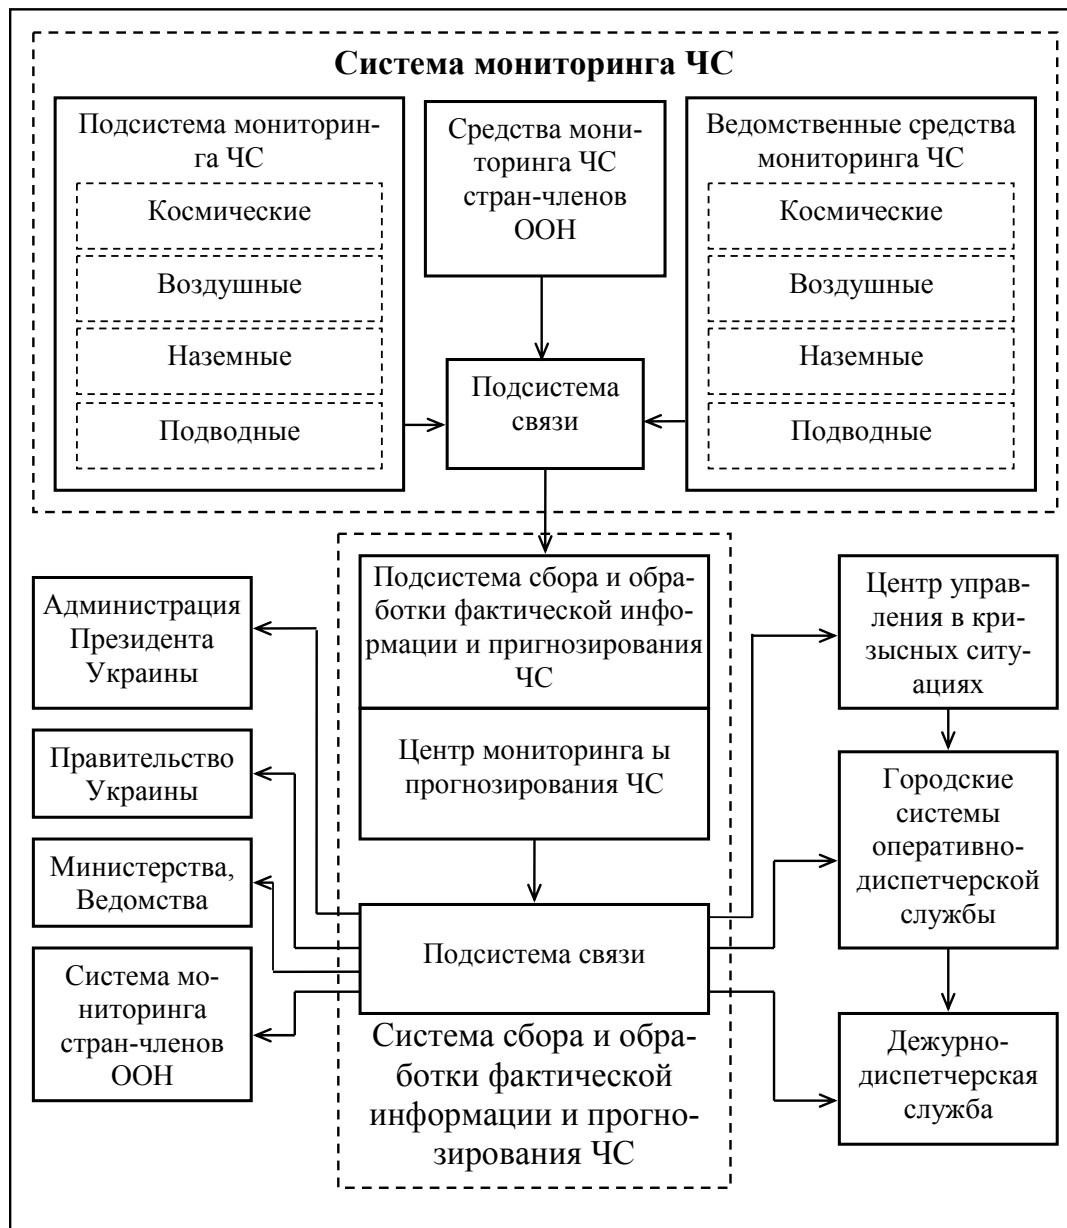 Система мониторинга ЧС
Подсистема мониторин-
га ЧС
Космические
Воздушные
Наземные
Подводные
Средства мони-
торинга ЧС
стран-членов
ООН
Ведомственные средства
мониторинга ЧС
Космические
Воздушные
Наземные
Подводные
Подсистема
связи
Подсистема сбора и обра-
ботки фактической инфо-
рмации и пригнозирования
ЧС
Центр мониторинга ы
прогнозирования ЧС
Подсистема связи
Система сбора и обра-
ботки фактической
информации и прогно-
зирования ЧС
Администрация
Президента
Украины
Правительство
Украины
Министерства,
Ведомства
Система мо-
ниторинга
стран-членов
ООН
Центр управ-
ления в кри-
зысных ситу-
ациях
Городские
системы
оперативно-
диспетчерской
службы
Дежурно-
диспетчерская
служба